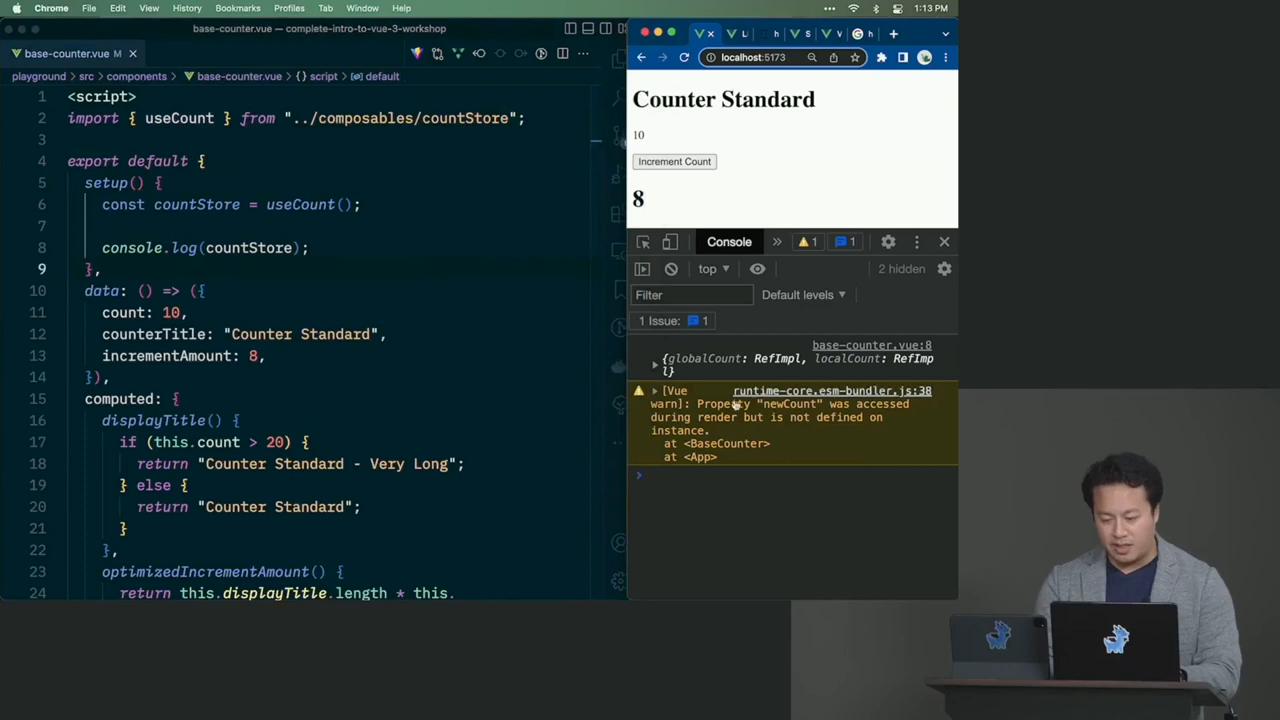 Chrome File Edit View History Bookmarks Profiles Tab Window Help
1:13 PM
base-counter.vue — complete-intro-to-vue-3-workshop
base-counter.vue M
playground > src > components > base-counter.vue > {} script > default
1 <script>
2 import { useCount } from "../composables/countStore";
3
4 export default {
5 setup() {
6 const countStore = useCount();
7
8 console.log(countStore);
9 },
10 data: () => ({
11 count: 10,
12 counterTitle: "Counter Standard",
13 incrementAmount: 8,
14 }),
15 computed: {
16 displayTitle() {
17 if (this.count > 20) {
18 return "Counter Standard - Very Long";
19 } else {
20 return "Counter Standard";
21 }
22 },
23 optimizedIncrementAmount() {
24 return this.displayTitle.length * this.
localhost:5173
Counter Standard
10
Increment Count
8
Console » 1 1
top 2 hidden
Filter Default levels
1 Issue: 1
base-counter.vue:8
{globalCount: RefImpl, localCount: RefImp
l}
[Vue runtime-core.esm-bundler.js:38
warn]: Property "newCount" was accessed
during render but is not defined on
instance.
at <BaseCounter>
at <App>